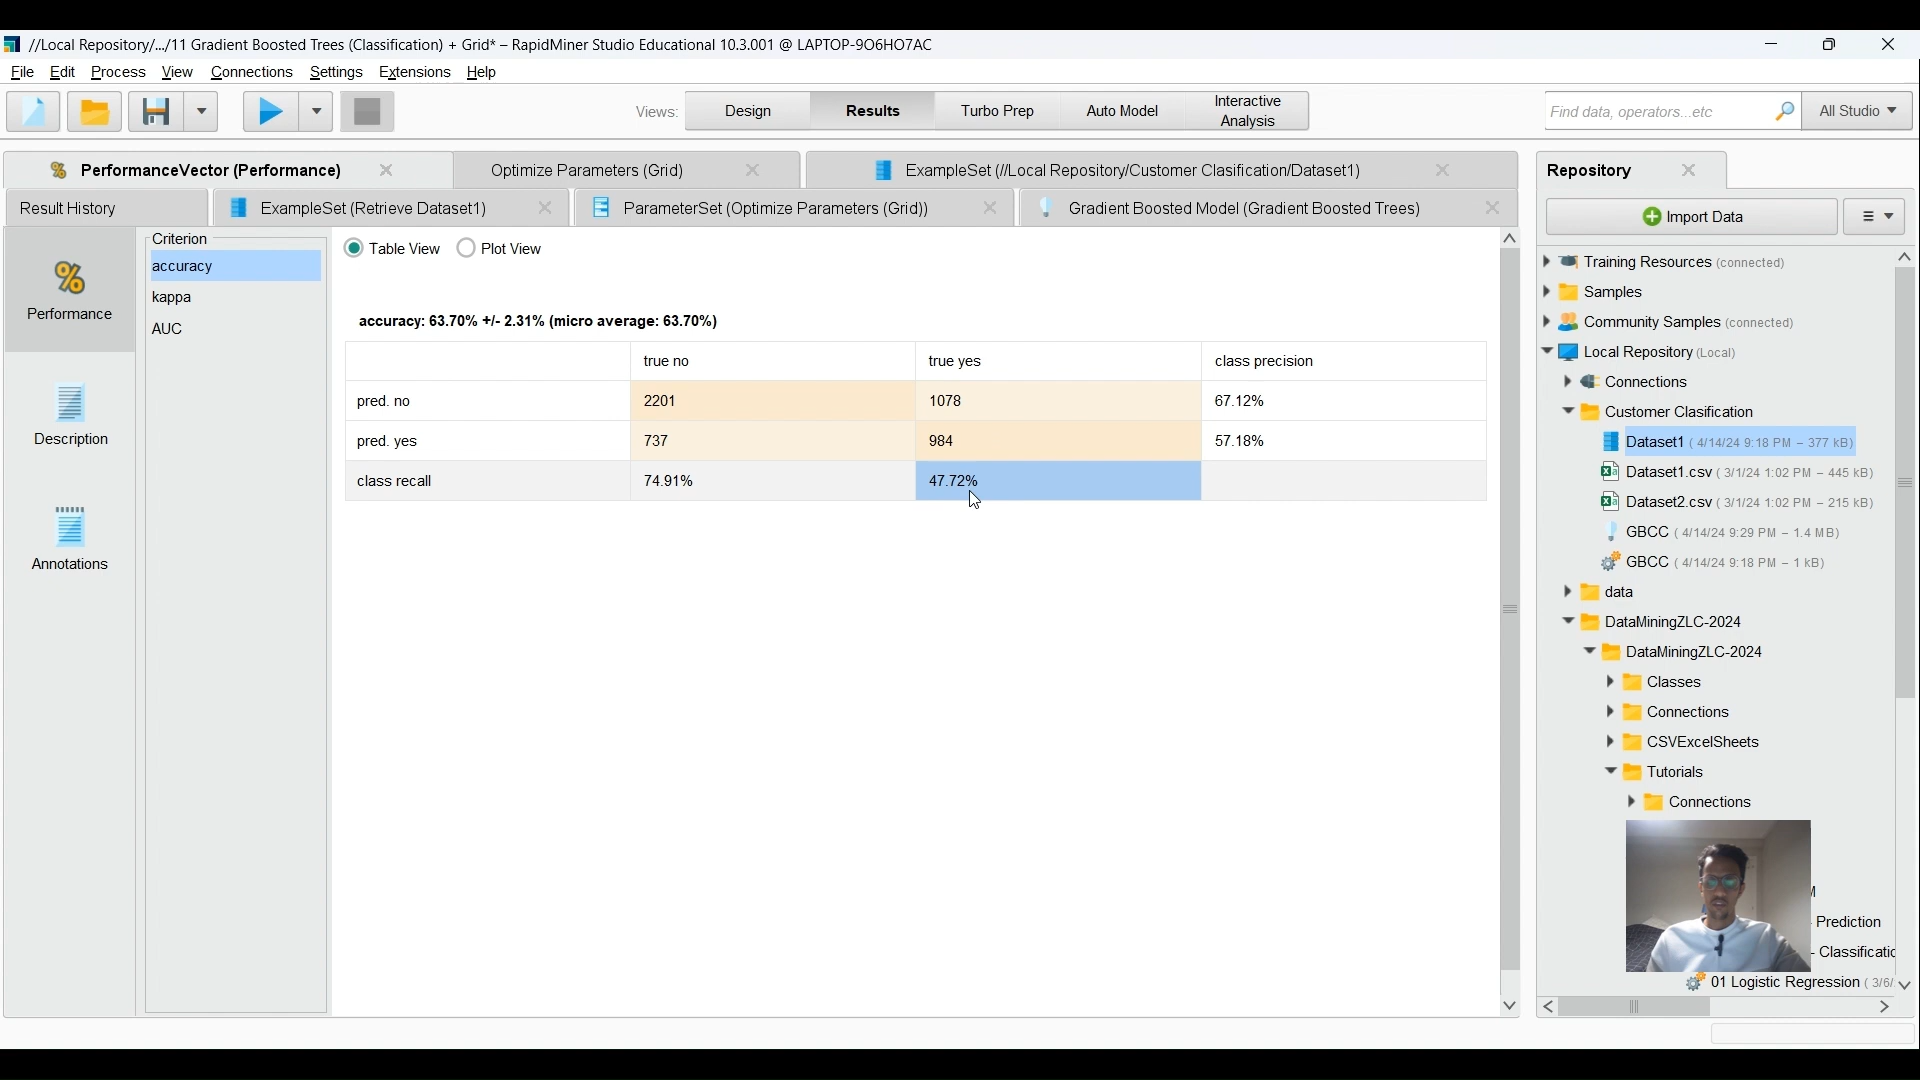 //Local Repository/.../11 Gradient Boosted Trees (Classification) + Grid* – RapidMiner Studio Educational 10.3.001 @ LAPTOP-9O6HO7AC
File Edit Process View Connections Settings Extensions Help
Views: Design Results Turbo Prep Auto Model Interactive Analysis
Find data, operators...etc All Studio
PerformanceVector (Performance) Optimize Parameters (Grid) ExampleSet (//Local Repository/Customer Clasification/Dataset1)
Result History ExampleSet (Retrieve Dataset1) ParameterSet (Optimize Parameters (Grid)) Gradient Boosted Model (Gradient Boosted Trees)
Performance
Description
Annotations
Criterion
accuracy
kappa
AUC
Table View Plot View
accuracy: 63.70% +/- 2.31% (micro average: 63.70%)
true no true yes class precision
pred. no 2201 1078 67.12%
pred. yes 737 984 57.18%
class recall 74.91% 47.72%
Repository
Import Data
Training Resources (connected)
Samples
Community Samples (connected)
Local Repository (Local)
Connections
Customer Clasification
Dataset1 ( 4/14/24 9:18 PM – 377 kB)
Dataset1.csv ( 3/1/24 1:02 PM – 445 kB)
Dataset2.csv ( 3/1/24 1:02 PM – 215 kB)
GBCC ( 4/14/24 9:29 PM – 1.4 MB)
GBCC ( 4/14/24 9:18 PM – 1 kB)
data
DataMiningZLC-2024
DataMiningZLC-2024
Classes
Connections
CSVExcelSheets
Tutorials
Connections
- Prediction
- Classificatic
01 Logistic Regression ( 3/6/